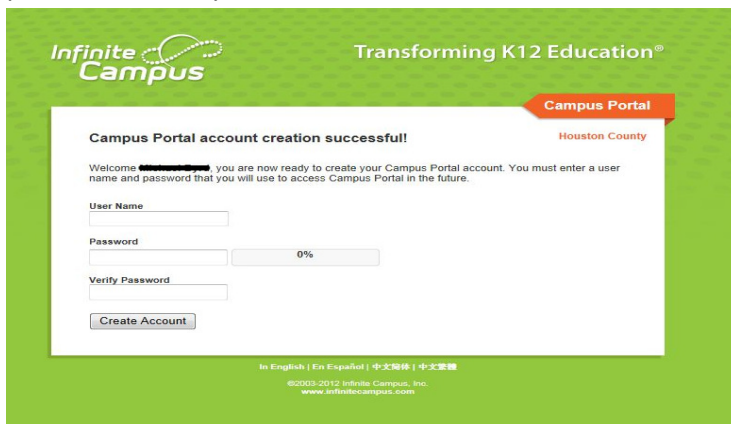 Infinite Campus
Transforming K12 Education®
Campus Portal
Campus Portal account creation successful!
Houston County
Welcome , you are now ready to create your Campus Portal account. You must enter a user
name and password that you will use to access Campus Portal in the future.
User Name
Password
0%
Verify Password
Create Account
In English | En Español | 中文简体 | 中文繁體
©2003-2012 Infinite Campus, Inc.
www.infinitecampus.com